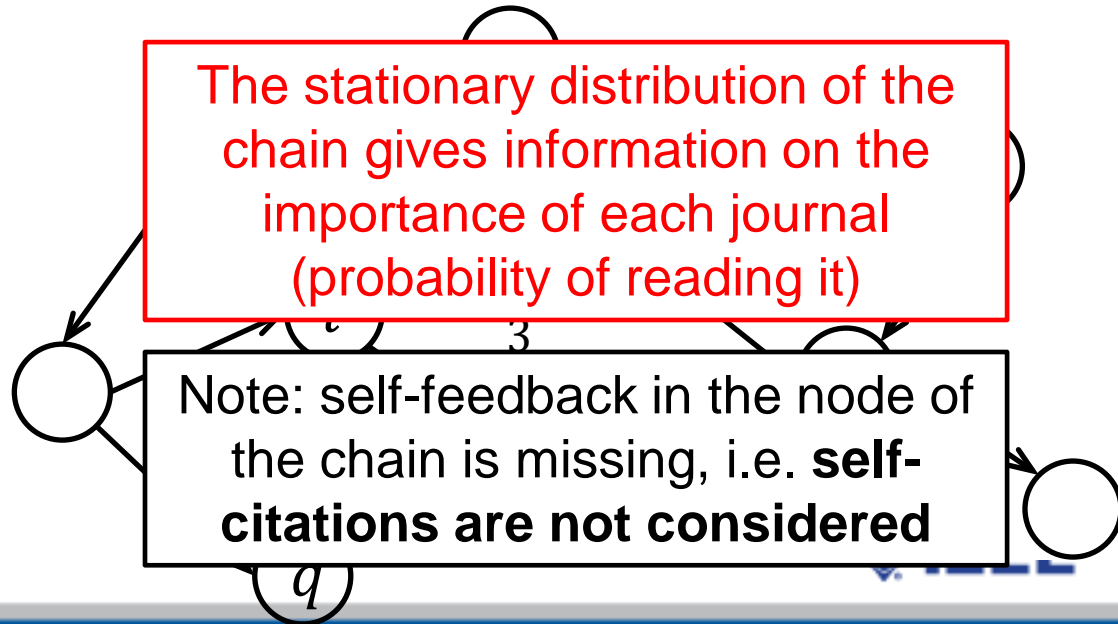 The stationary distribution of the
chain gives information on the
importance of each journal
(probability of reading it)
3
Note: self-feedback in the node of
the chain is missing, i.e. self-
citations are not considered
q